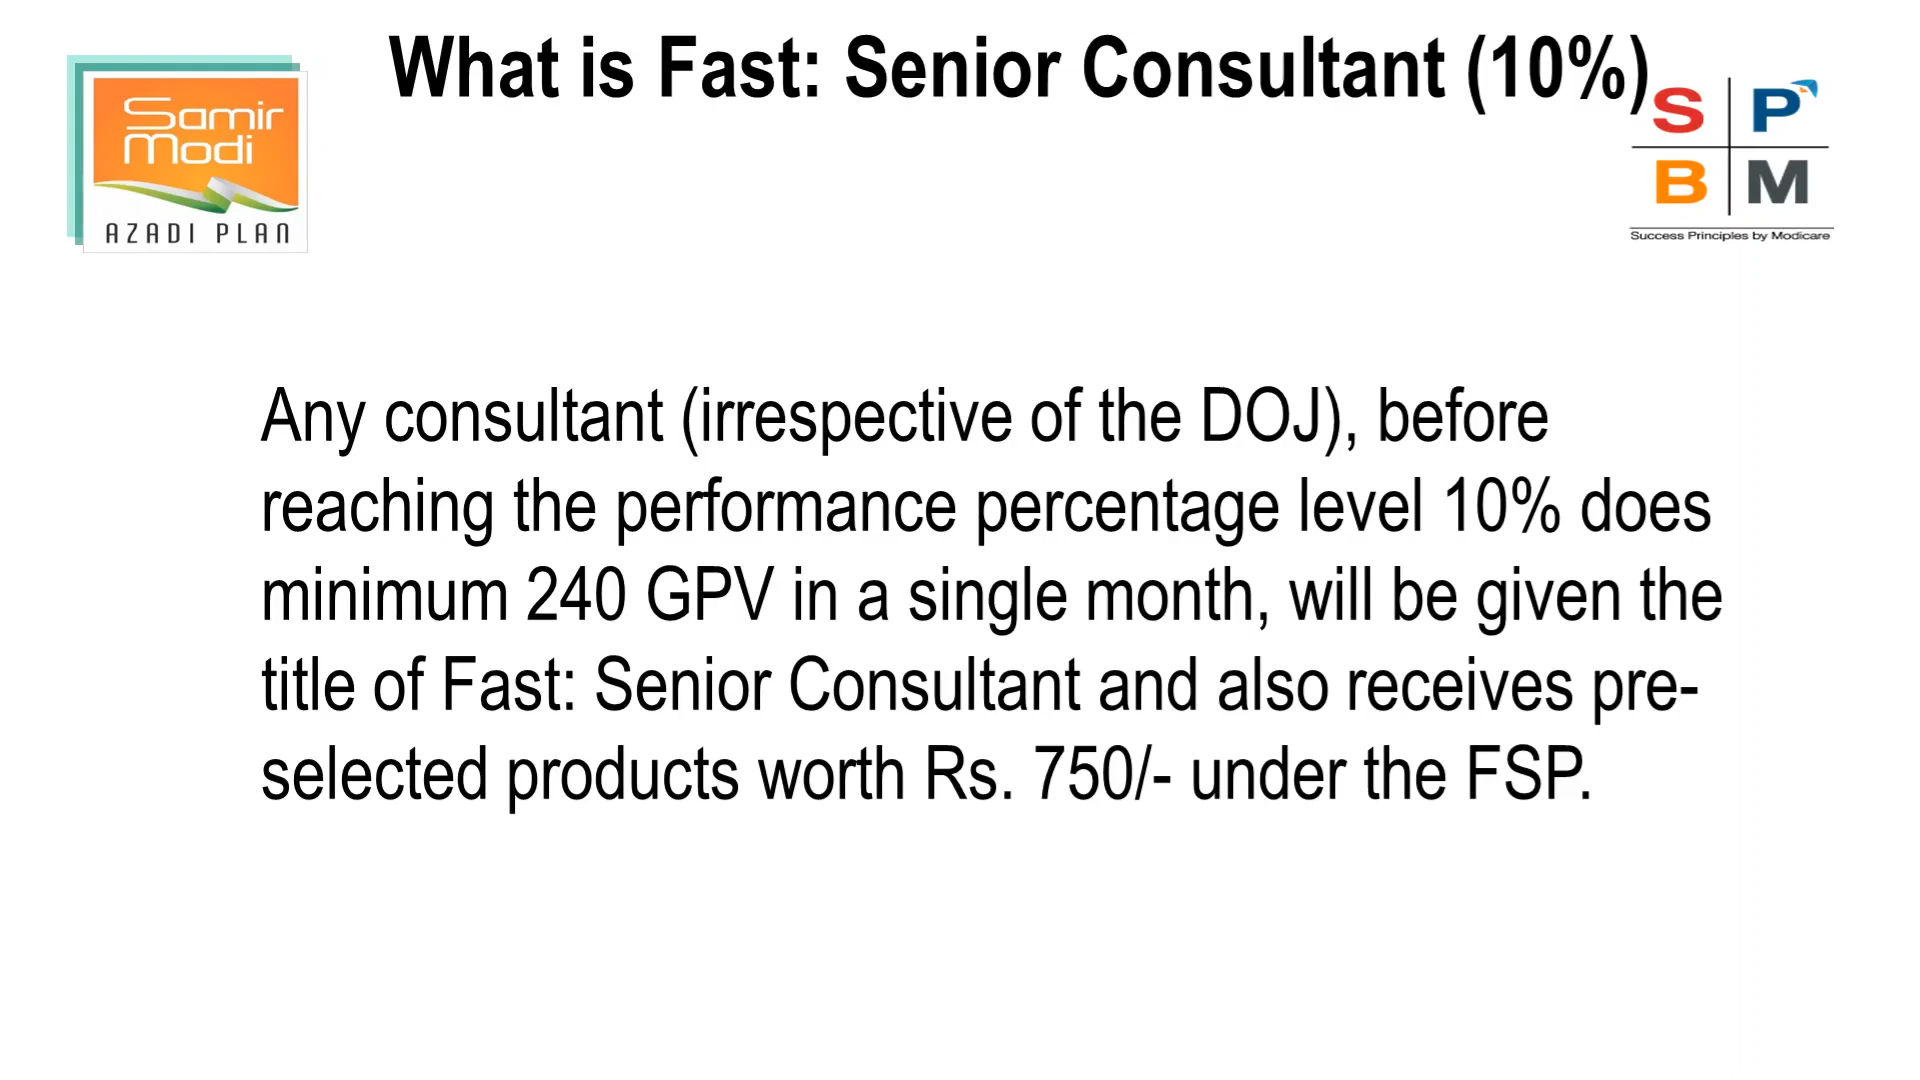 What is Fast: Senior Consultant (10%)
Samir
Modi
AZADI PLAN
S P
B M
Success Principles by Modicare
Any consultant (irrespective of the DOJ), before
reaching the performance percentage level 10% does
minimum 240 GPV in a single month, will be given the
title of Fast: Senior Consultant and also receives pre-
selected products worth Rs. 750/- under the FSP.